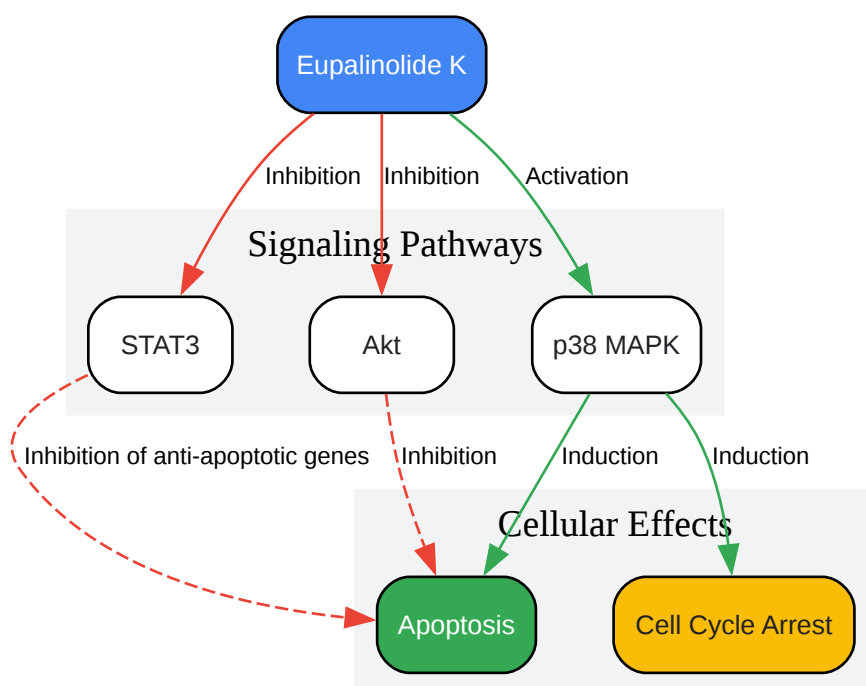 Eupalinolide K
Inhibition
Inhibition
Activation
Signaling Pathways
STAT3
Akt
p38 MAPK
Inhibition of anti-apoptotic genes
Inhibition
Induction
Induction
Cellular Effects
Apoptosis
Cell Cycle Arrest